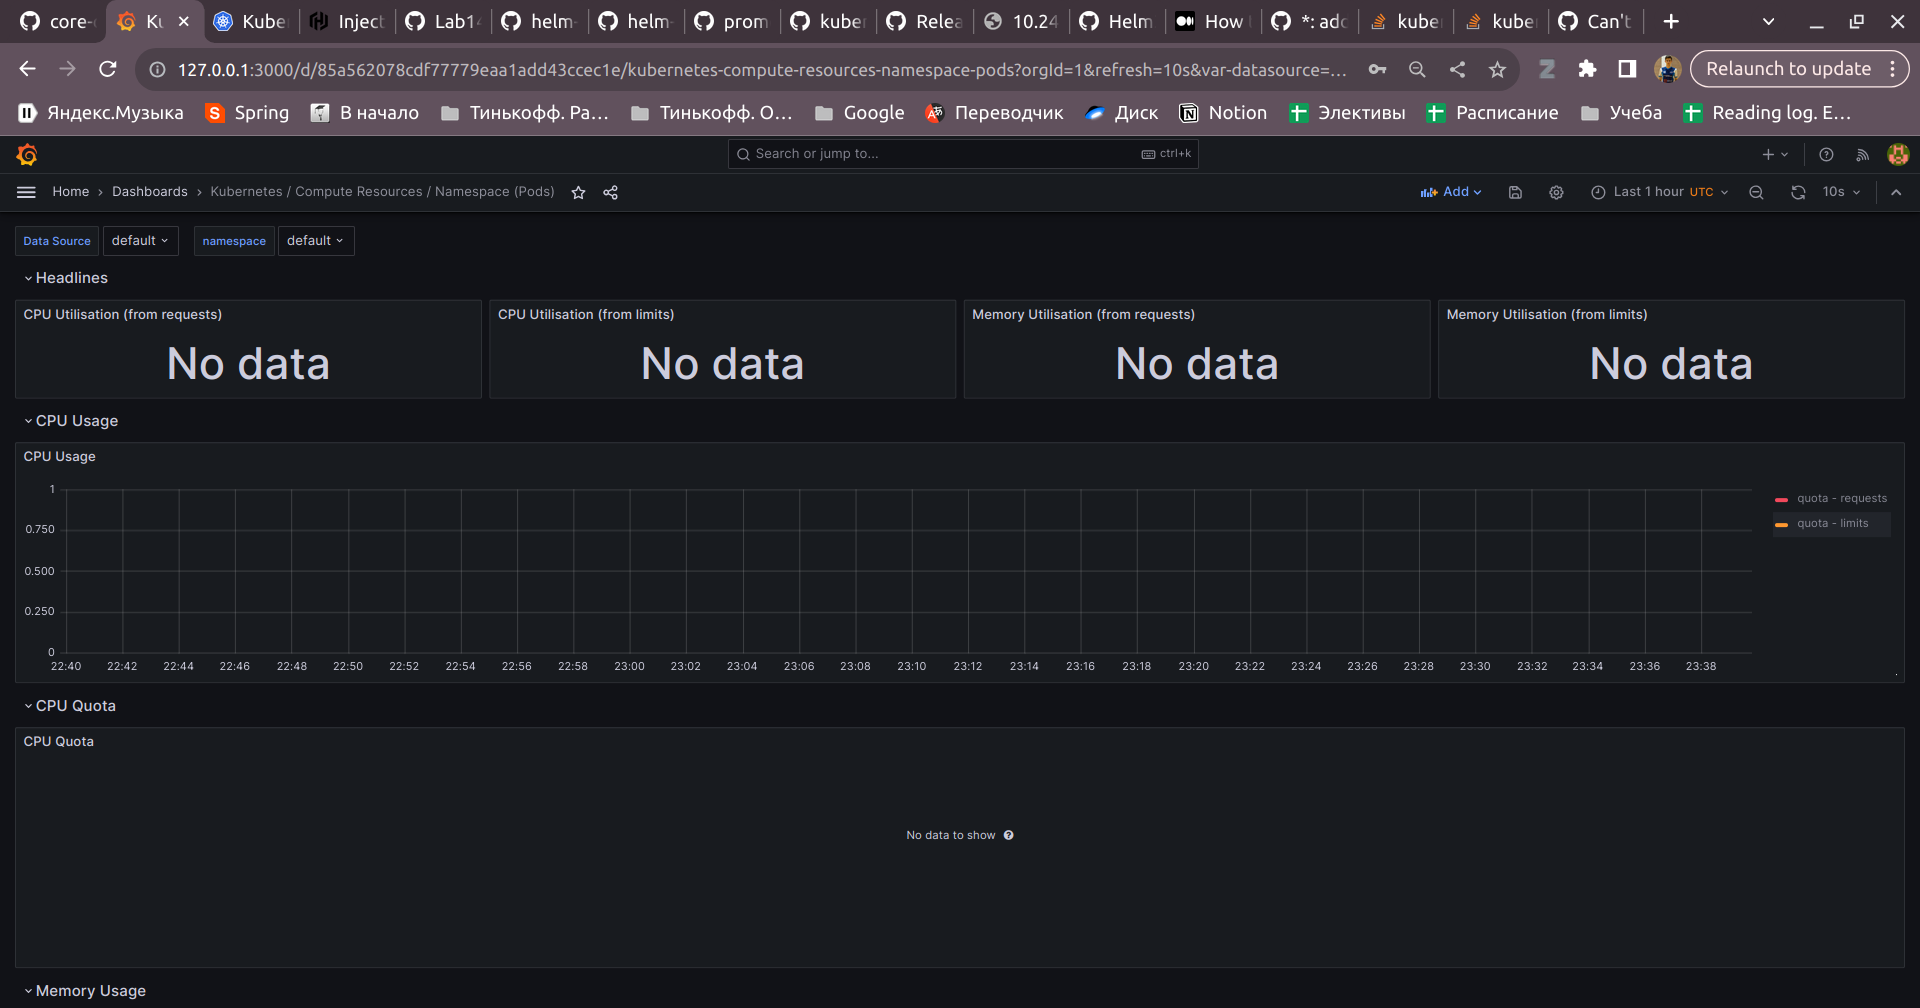 core- Ku Kuber Inject Lab14 helm- helm- prom kuber Relea 10.24 Helm How *: add kuber kuber Can't
127.0.0.1:3000/d/85a562078cdf77779eaa1add43ccec1e/kubernetes-compute-resources-namespace-pods?orgId=1&refresh=10s&var-datasource=... Relaunch to update
Яндекс.Музыка Spring В начало Тинькофф. Ра... Тинькофф. О... Google Переводчик Диск Notion Элективы Расписание Учеба Reading log. E...
Search or jump to... ctrl+k
Home › Dashboards › Kubernetes / Compute Resources / Namespace (Pods) Add Last 1 hour UTC 10s
Data Source default namespace default
Headlines
CPU Utilisation (from requests) CPU Utilisation (from limits) Memory Utilisation (from requests) Memory Utilisation (from limits)
No data No data No data No data
CPU Usage
CPU Usage
1
0.750
0.500
0.250
0
quota - requests
quota - limits
22:40 22:42 22:44 22:46 22:48 22:50 22:52 22:54 22:56 22:58 23:00 23:02 23:04 23:06 23:08 23:10 23:12 23:14 23:16 23:18 23:20 23:22 23:24 23:26 23:28 23:30 23:32 23:34 23:36 23:38
CPU Quota
CPU Quota
No data to show
Memory Usage